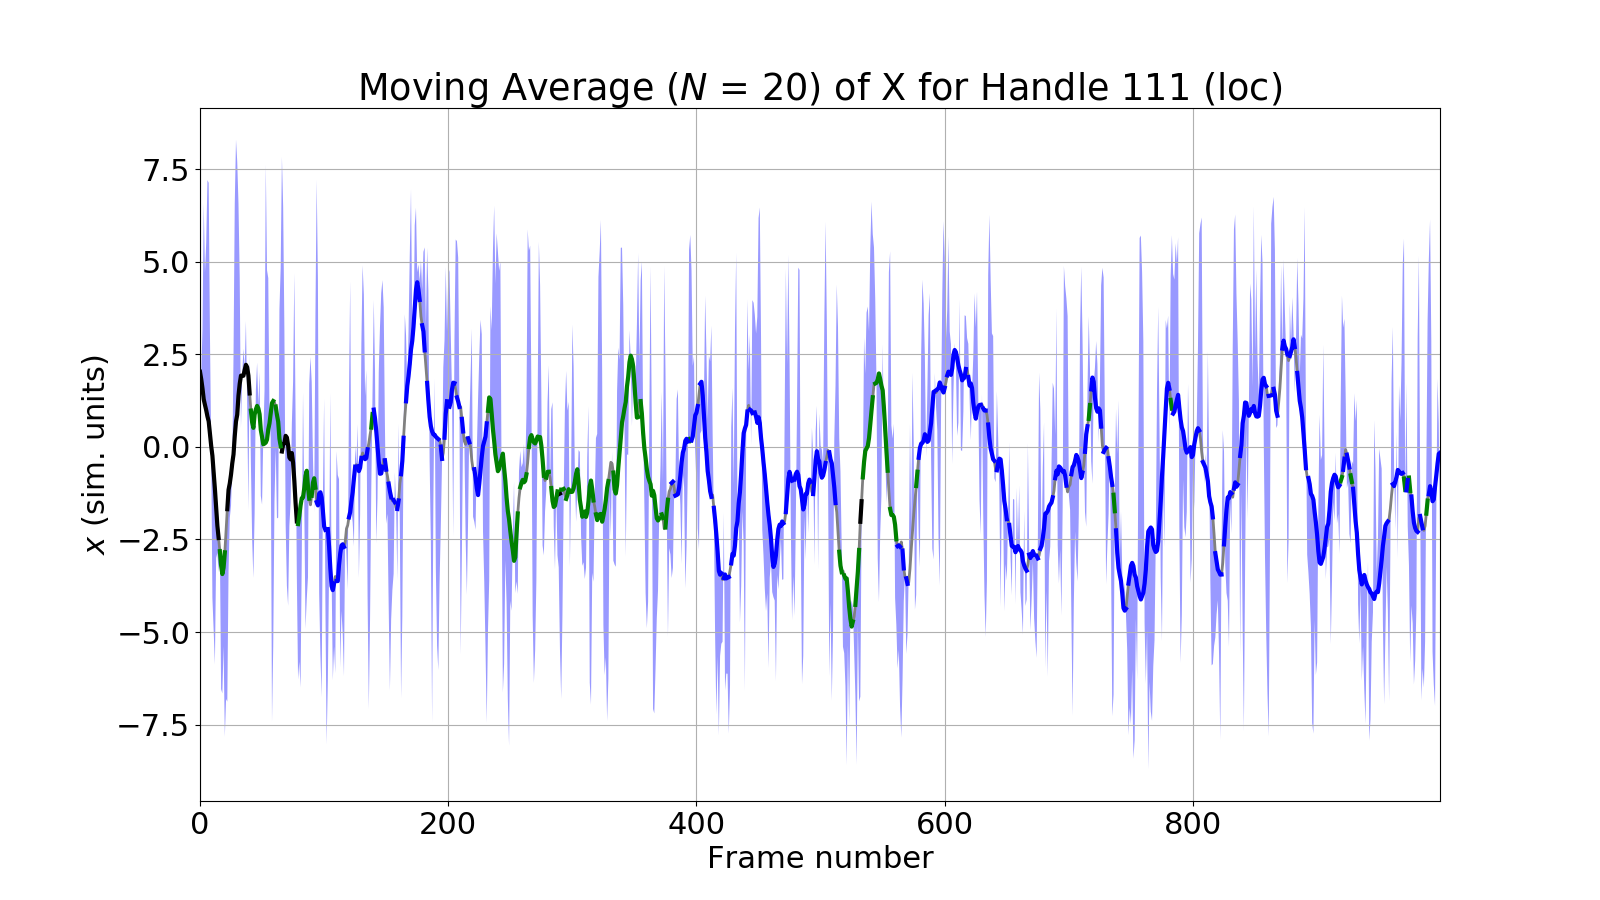 Moving Average (N = 20) of X for Handle 111 (loc)
x (sim. units)
7.5
5.0
2.5
0.0
−2.5
−5.0
−7.5
0 200 400 600 800
Frame number